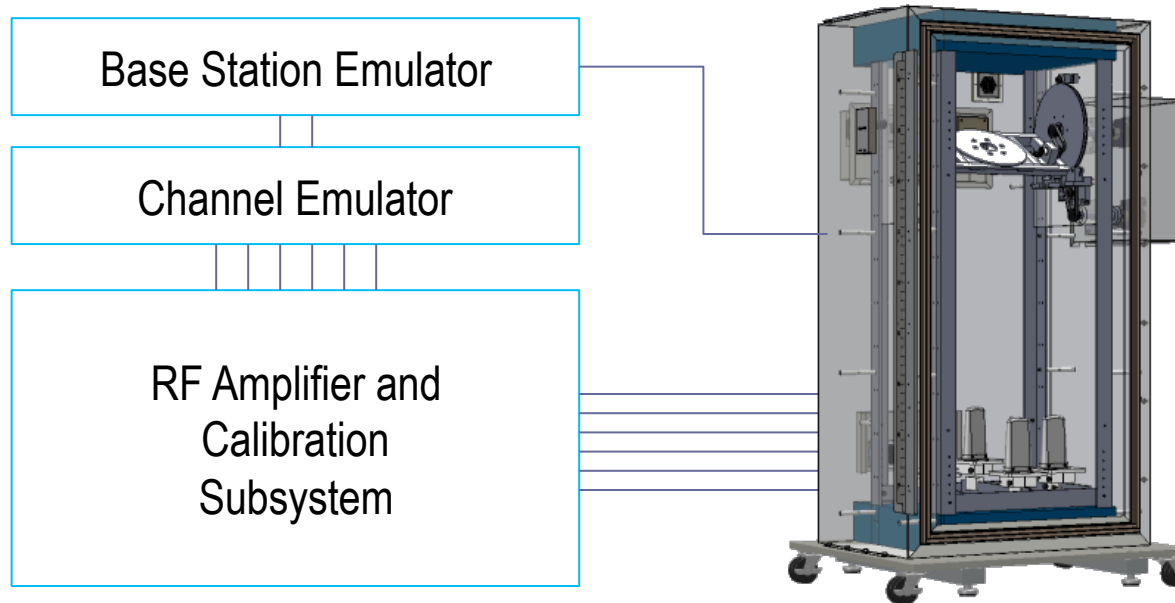 Base Station Emulator
Channel Emulator
RF Amplifier and
Calibration
Subsystem